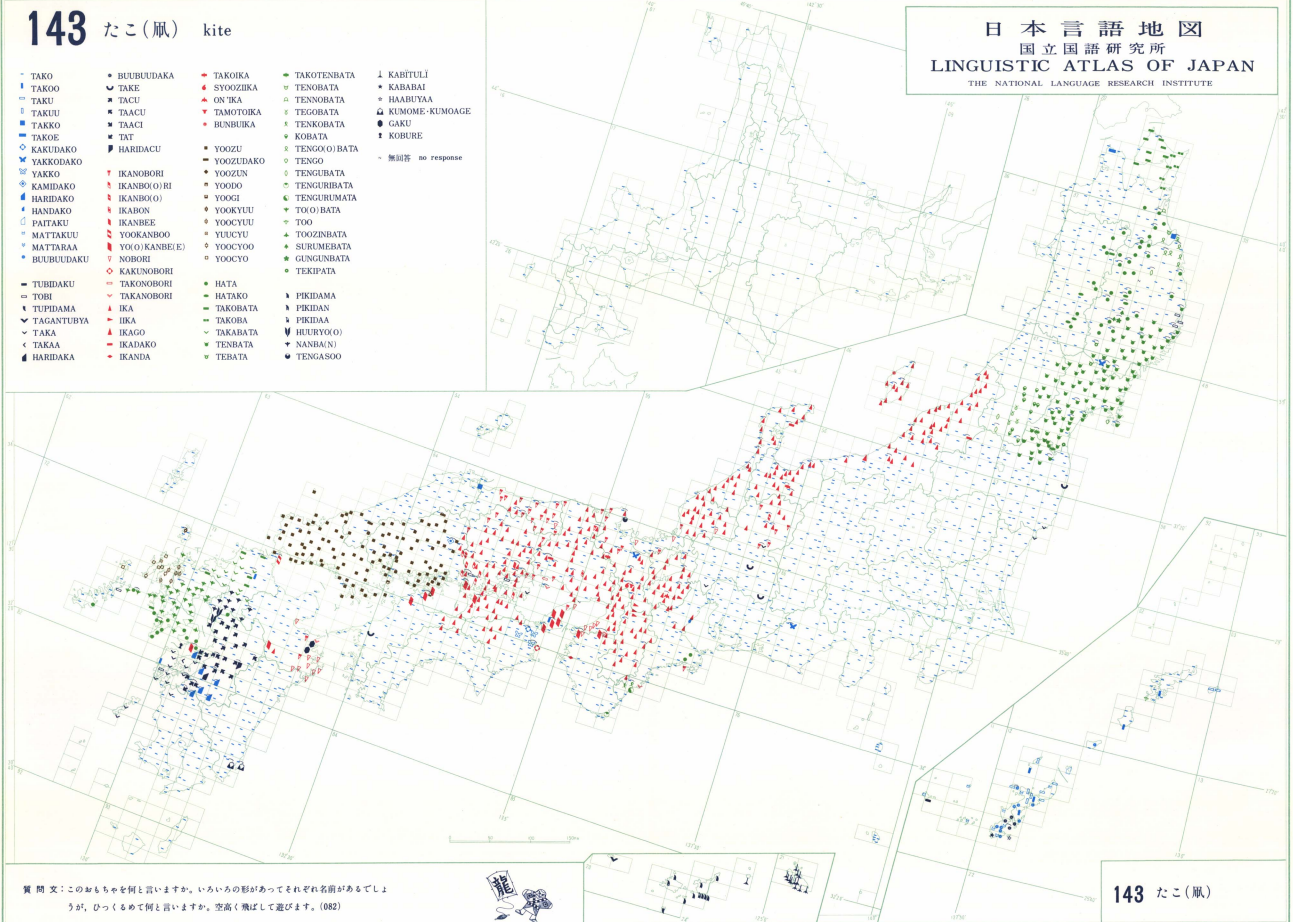 143 たこ(凧) kite
日本言語地図
国立国語研究所
LINGUISTIC ATLAS OF JAPAN
THE NATIONAL LANGUAGE RESEARCH INSTITUTE
TAKO
TAKOO
TAKU
TAKUU
TAKKO
TAKOE
KAKUDAKO
YAKKODAKO
YAKKO
KAMIDAKO
HARIDAKO
HANDAKO
PAITAKU
MATTAKUU
MATTARAA
BUUBUUDAKU
TUBIDAKU
TOBI
TUPIDAMA
TAGANTUBYA
TAKA
TAKAA
HARIDAKA
BUUBUUDAKA
TAKE
TACU
TAACU
TAACI
TAT
HARIDACU
IKANOBORI
IKANBO(O)RI
IKANBO(O)
IKABON
IKANBEE
YOOKANBOO
YO(O)KANBE(E)
NOBORI
KAKUNOBORI
TAKONOBORI
TAKANOBORI
IKA
IIKA
IKAGO
IKADAKO
IKANDA
TAKOIKA
SYOOZIIKA
ON'IKA
TAMOTOIKA
BUNBUIKA
YOOZU
YOOZUDAKO
YOOZUN
YOODO
YOOGI
YOOKYUU
YOOCYUU
YUUCYU
YOOCYOO
YOOCYO
HATA
HATAKO
TAKOBATA
TAKOBA
TAKABATA
TENBATA
TEBATA
TAKOTENBATA
TENOBATA
TENNOBATA
TEGOBATA
TENKOBATA
KOBATA
TENGO(O)BATA
TENGO
TENGUBATA
TENGURIBATA
TENGURUMATA
TO(O)BATA
TOO
TOOZINBATA
SURUMEBATA
GUNGUNBATA
TEKIPATA
PIKIDAMA
PIKIDAN
PIKIDAA
HUURYO(O)
NANBA(N)
TENGASOO
KABÏTULÏ
KABABAI
HAABUYAA
KUMOME・KUMOAGE
GAKU
KOBURE
無回答 no response
質問文:このおもちゃを何と言いますか。いろいろの形があってそれぞれ名前があるでしょ
うが,ひっくるめて何と言いますか。空高く飛ばして遊びます。(082)
龍
143 たこ(凧)